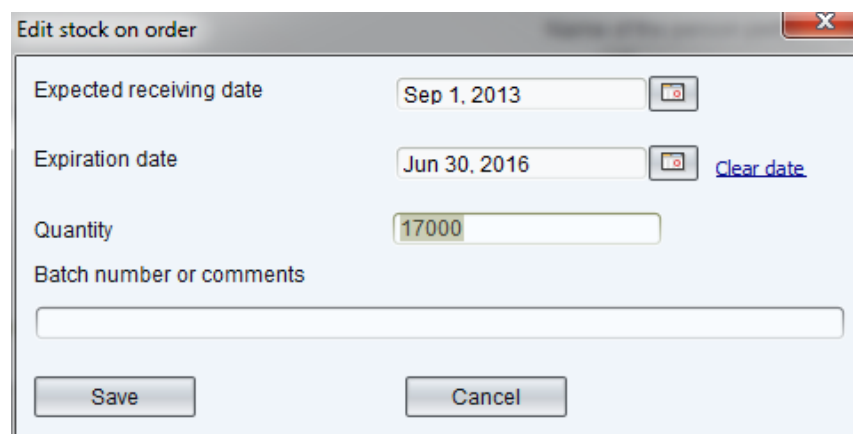 Edit stock on order
Expected receiving date Sep 1, 2013
Expiration date Jun 30, 2016 Clear date
Quantity 17000
Batch number or comments
Save Cancel